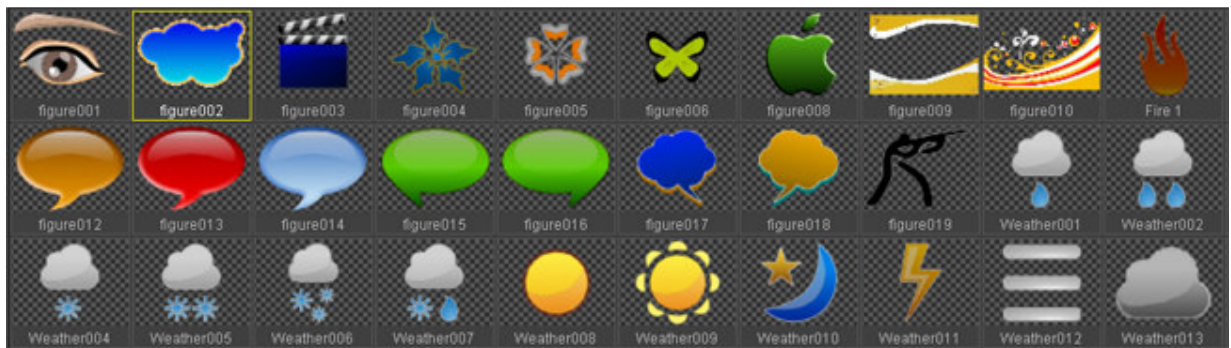 figure001 figure002 figure003 figure004 figure005 figure006 figure008 figure009 figure010 Fire 1
figure012 figure013 figure014 figure015 figure016 figure017 figure018 figure019 Weather001 Weather002
Weather004 Weather005 Weather006 Weather007 Weather008 Weather009 Weather010 Weather011 Weather012 Weather013